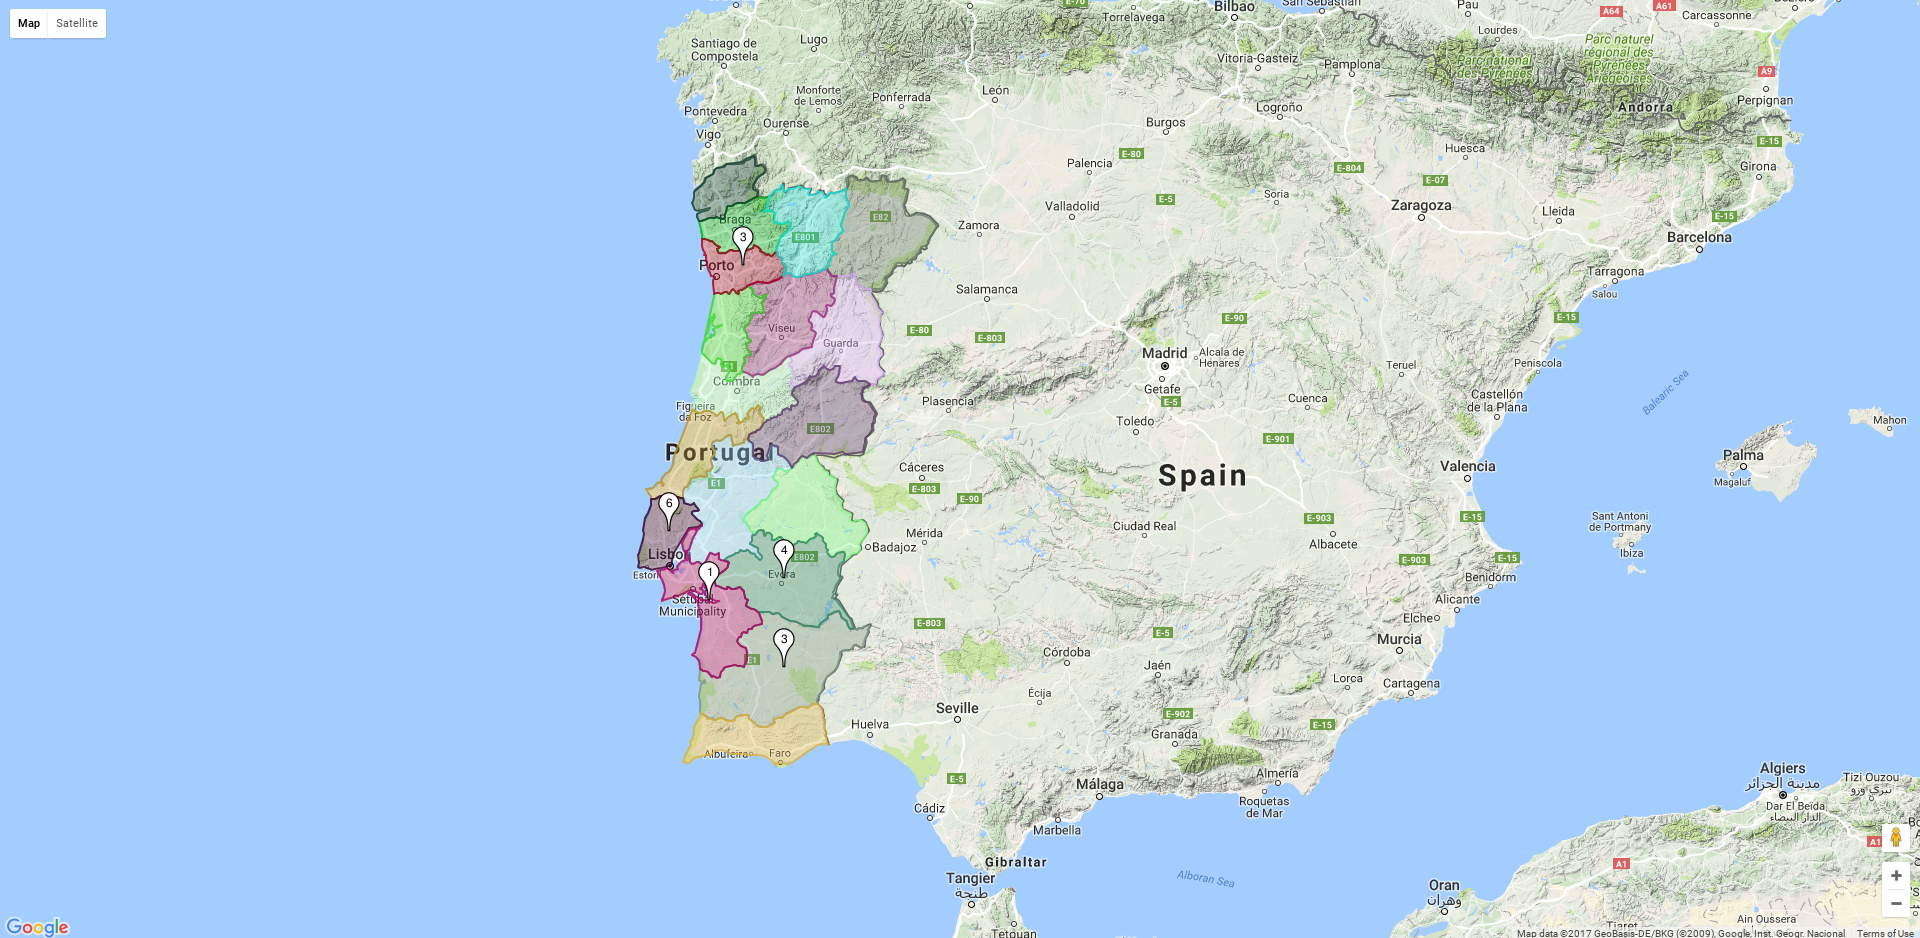 Map
Satellite
Bilbao
San Sebastián
E-70
Torrelavega
Pau
A64
A61
Carcassonne
Béziers
Lugo
Santiago de
Compostela
Vitoria-Gasteiz
Pamplona
Lourdes
Parc naturel
régional des
Pyrénées
Ariégeoises
Parc national
des Pyrénées
A9
Perpignan
Andorra
Monforte
de Lemos
Ponferrada
León
Logroño
Pontevedra
Ourense
Vigo
Burgos
Huesca
E-15
Girona
Palencia
E-80
E-804
E-07
Soria
Valladolid
E-5
Zaragoza
Lleida
E-15
Barcelona
Braga
E82
E801
Zamora
3
Porto
Tarragona
Salou
Salamanca
E-90
E-15
Viseu
Guarda
E-80
E-803
Madrid
Alcala de
Henares
Getafe
Teruel
Peniscola
E1
Coimbra
Plasencia
E-5
Cuenca
Castellón
de la Plana
Balearic Sea
Mahon
Figueira
da Foz
E802
Toledo
E-901
Portugal
Spain
Valencia
Palma
Magaluf
Cáceres
E1
E-803
E-90
6
Mérida
Ciudad Real
E-903
Albacete
E-15
Sant Antoni
de Portmany
Ibiza
Lisbon
4
E802
Badajoz
E-903
E-15
Estoril
1
Evora
Benidorm
Setubal
Municipality
Alicante
E-803
E-5
Elche
Murcia
3
E1
Córdoba
Jaén
Lorca
Cartagena
Écija
Seville
E-902
E-15
Huelva
Granada
Albufeira
Faro
E-5
Almería
Málaga
Roquetas
de Mar
Cádiz
Marbella
Algiers
مدينة الجزائر
Tizi Ouzou
تيزي وزو
Dar El Beïda
الدار البيضاء
Gibraltar
Tangier
طنجة
Alboran Sea
Oran
وهران
A1
A1
Ain Oussera
Tiaret
Tetouan
Google
Map data ©2017 GeoBasis-DE/BKG (©2009), Google, Inst. Geogr. Nacional
Terms of Use